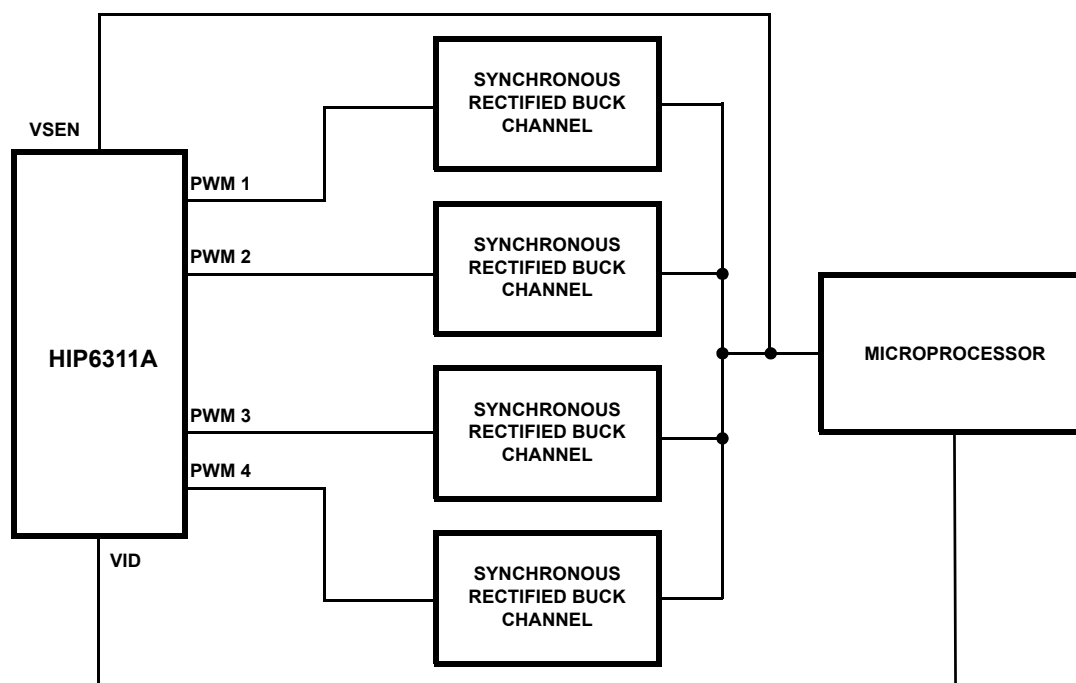 VSEN
HIP6311A
PWM 1
PWM 2
PWM 3
PWM 4
VID
SYNCHRONOUS
RECTIFIED BUCK
CHANNEL
SYNCHRONOUS
RECTIFIED BUCK
CHANNEL
SYNCHRONOUS
RECTIFIED BUCK
CHANNEL
SYNCHRONOUS
RECTIFIED BUCK
CHANNEL
MICROPROCESSOR